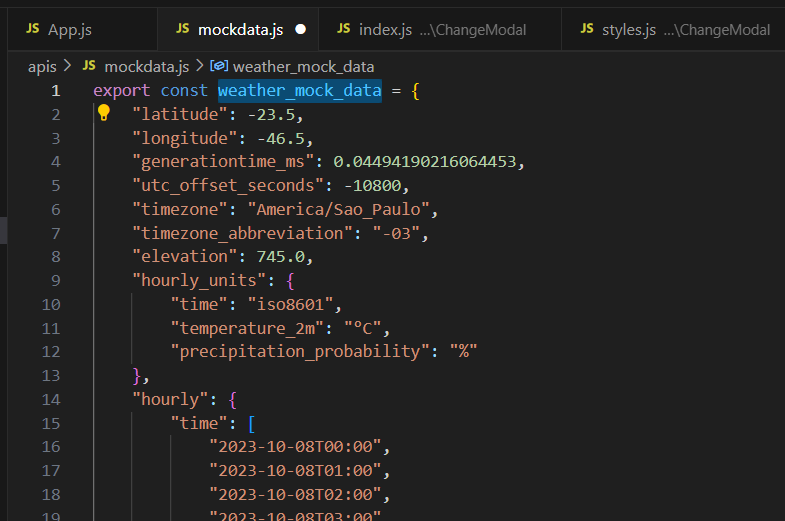 JS App.js JS mockdata.js JS index.js ...\ChangeModal JS styles.js ...\ChangeModal
apis > JS mockdata.js > weather_mock_data
1 export const weather_mock_data = {
2 "latitude": -23.5,
3 "longitude": -46.5,
4 "generationtime_ms": 0.04494190216064453,
5 "utc_offset_seconds": -10800,
6 "timezone": "America/Sao_Paulo",
7 "timezone_abbreviation": "-03",
8 "elevation": 745.0,
9 "hourly_units": {
10 "time": "iso8601",
11 "temperature_2m": "°C",
12 "precipitation_probability": "%"
13 },
14 "hourly": {
15 "time": [
16 "2023-10-08T00:00",
17 "2023-10-08T01:00",
18 "2023-10-08T02:00",
19 "2023-10-08T03:00"